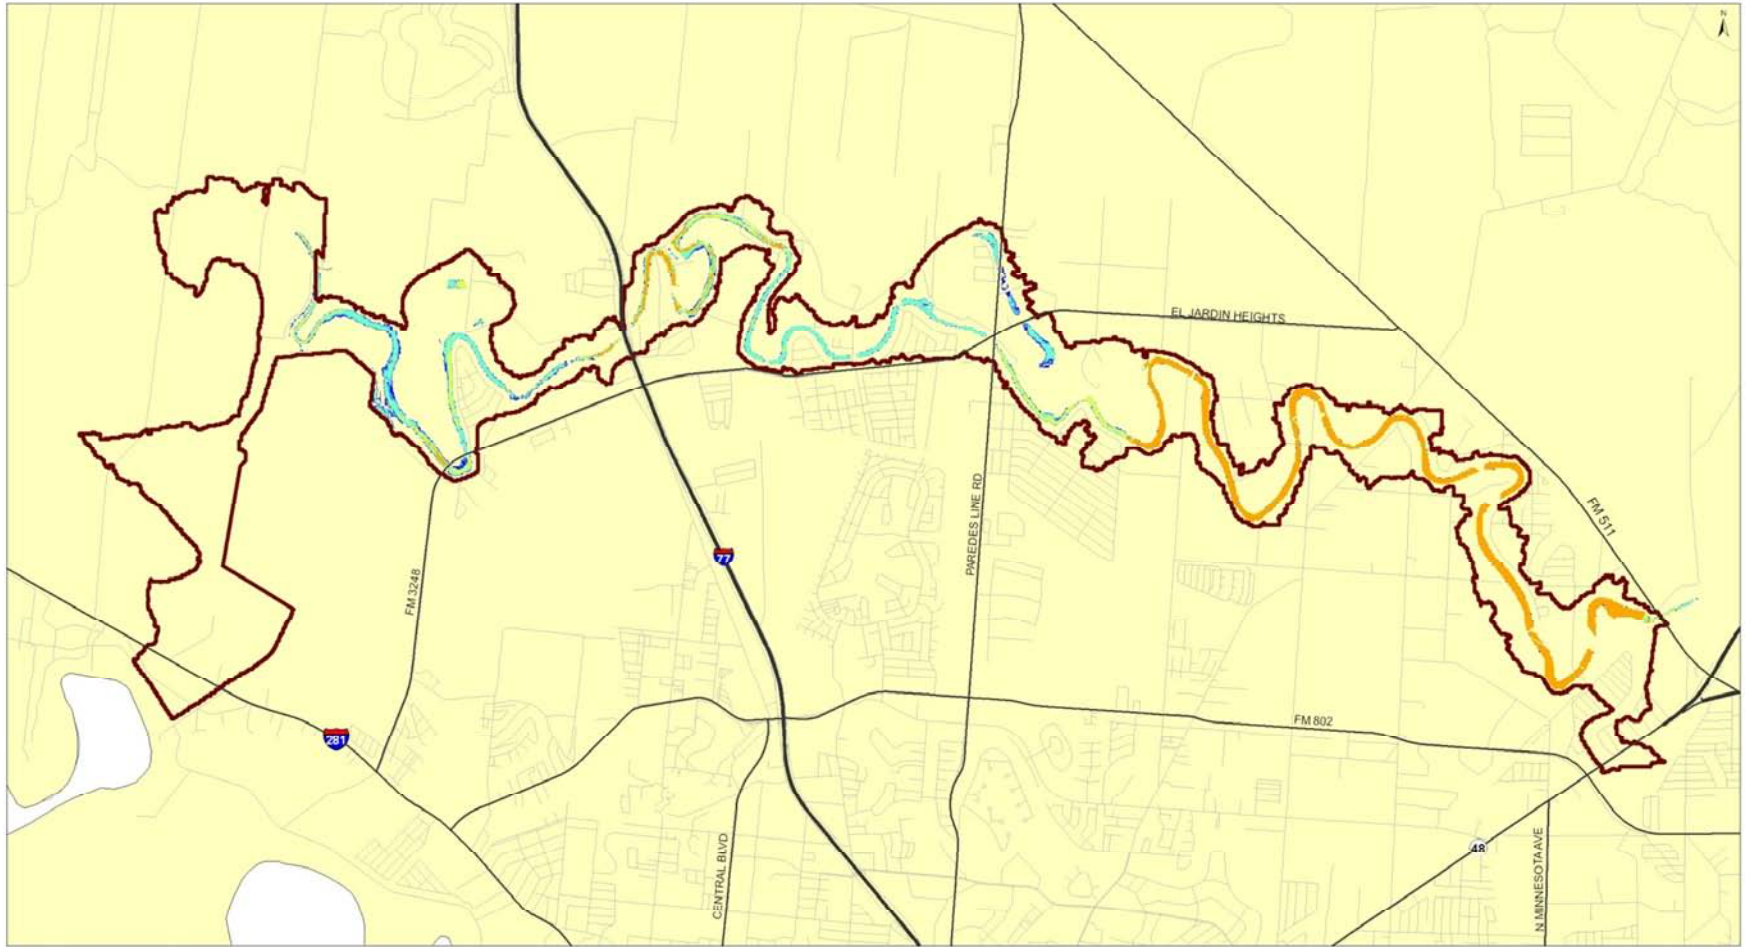 N
EL JARDIN HEIGHTS
FM 511
PAREDES LINE RD
77
FM 3248
FM 802
281
CENTRAL BLVD
48
N MINNESOTA AVE